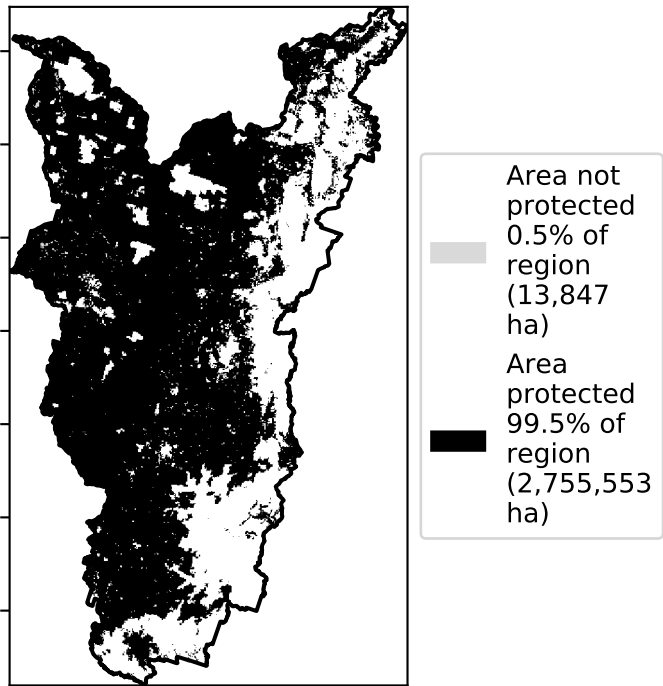 Area not
protected
0.5% of
region
(13,847
ha)
Area
protected
99.5% of
region
(2,755,553
ha)